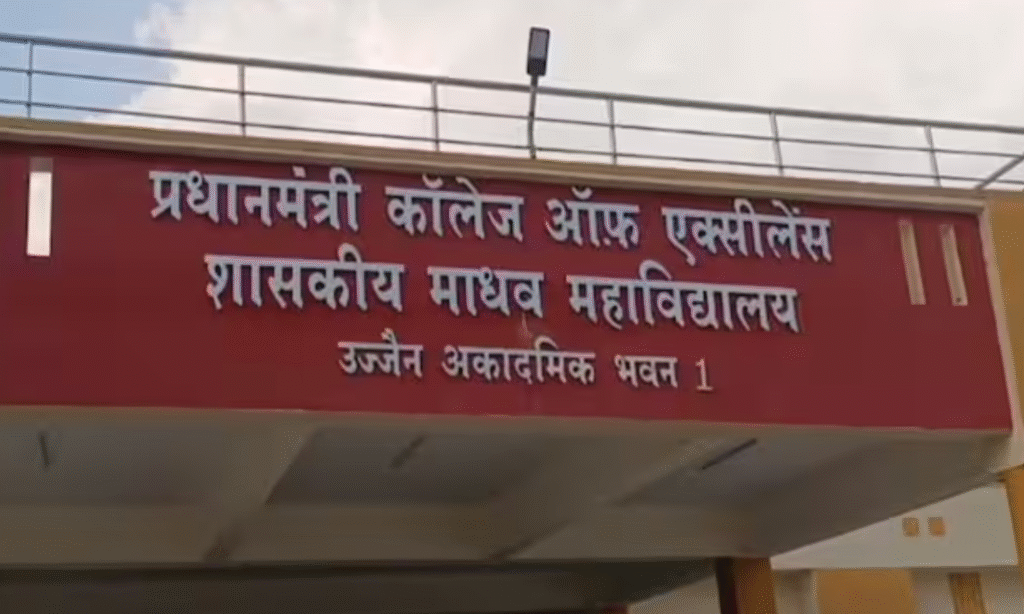 प्रधानमंत्री कॉलेज ऑफ़ एक्सीलेंस
शासकीय माधव महाविद्यालय
उज्जैन अकादमिक भवन 1